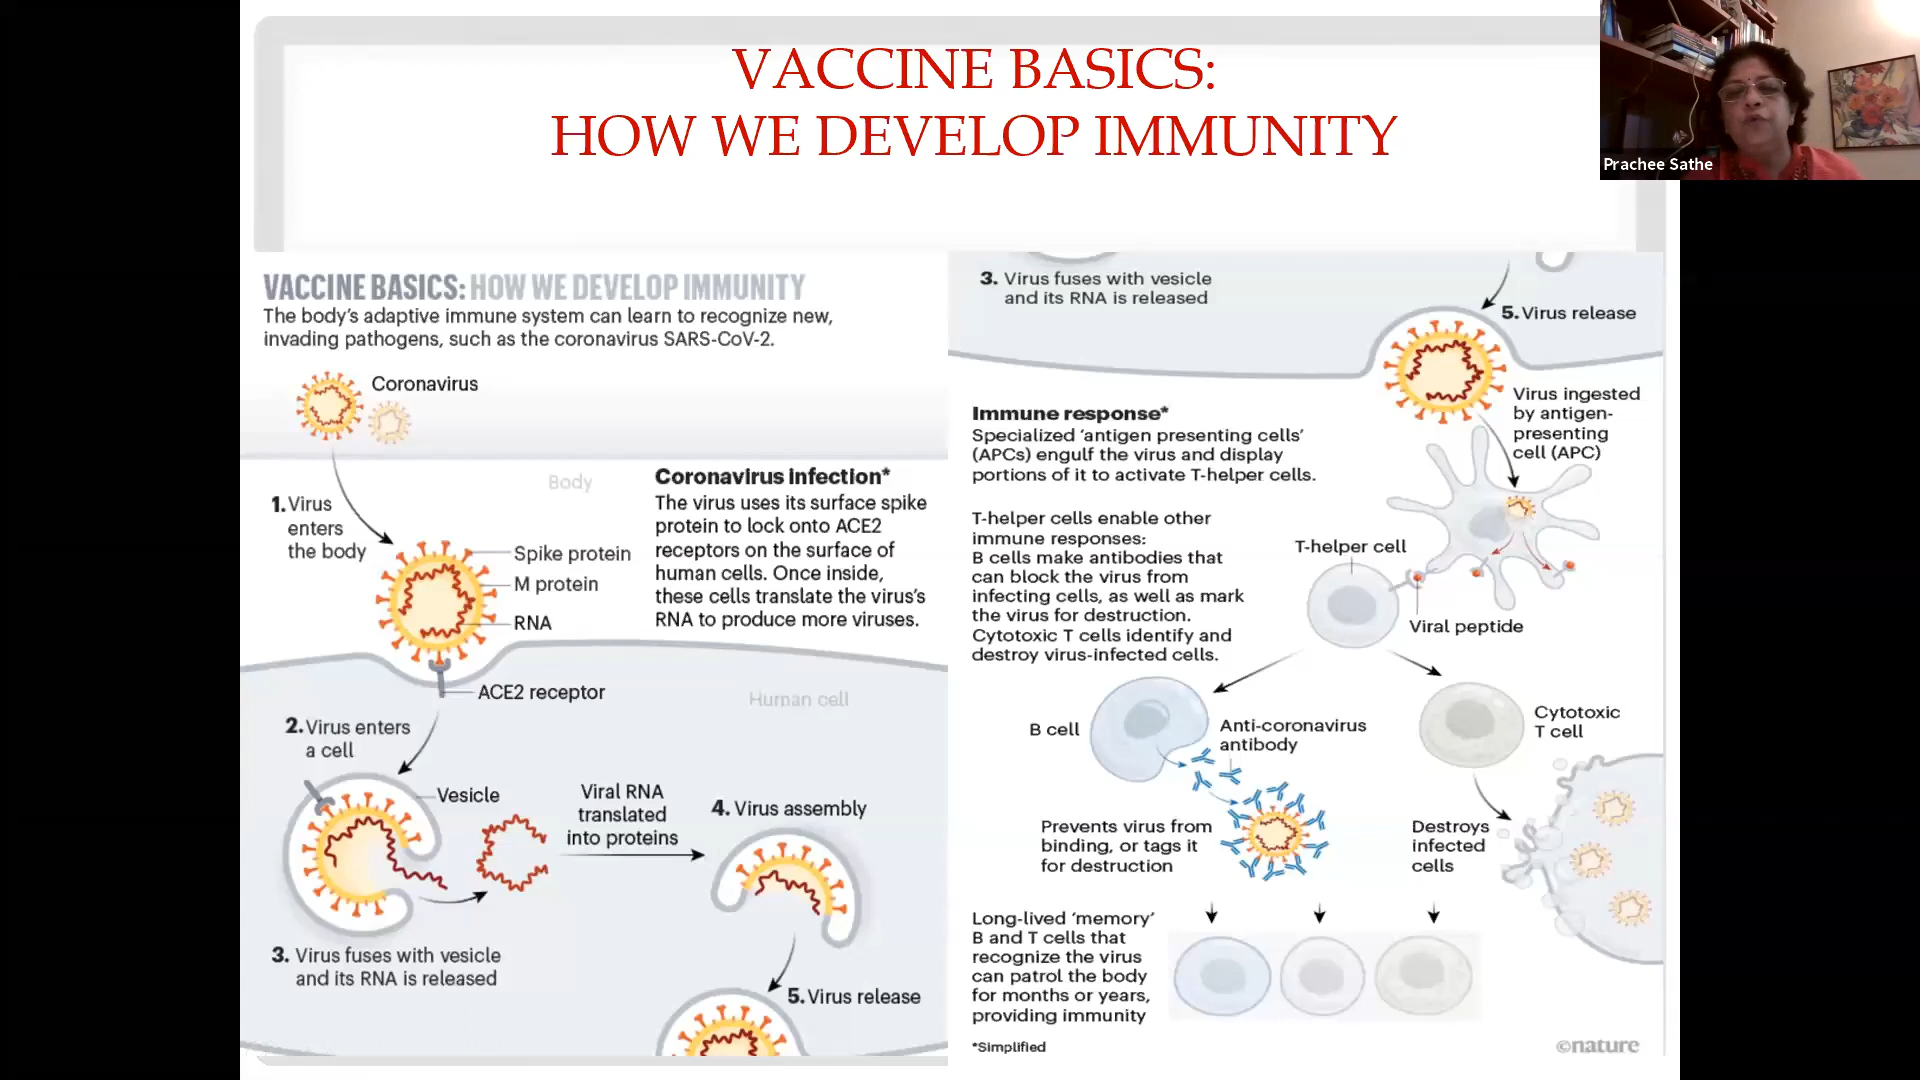 VACCINE BASICS:
HOW WE DEVELOP IMMUNITY
Prachee Sathe
VACCINE BASICS: HOW WE DEVELOP IMMUNITY
The body's adaptive immune system can learn to recognize new,
invading pathogens, such as the coronavirus SARS-CoV-2.
Coronavirus
Body
1. Virus
enters
the body
Coronavirus infection*
The virus uses its surface spike
protein to lock onto ACE2
receptors on the surface of
human cells. Once inside,
these cells translate the virus's
RNA to produce more viruses.
Spike protein
M protein
RNA
ACE2 receptor
Human cell
2. Virus enters
a cell
Vesicle
Viral RNA
translated
into proteins
4. Virus assembly
3. Virus fuses with vesicle
and its RNA is released
5. Virus release
3. Virus fuses with vesicle
and its RNA is released
5. Virus release
Virus ingested
by antigen-
presenting
cell (APC)
Immune response*
Specialized 'antigen presenting cells'
(APCs) engulf the virus and display
portions of it to activate T-helper cells.
T-helper cells enable other
immune responses:
B cells make antibodies that
can block the virus from
infecting cells, as well as mark
the virus for destruction.
Cytotoxic T cells identify and
destroy virus-infected cells.
T-helper cell
Viral peptide
B cell
Anti-coronavirus
antibody
Cytotoxic
T cell
Prevents virus from
binding, or tags it
for destruction
Destroys
infected
cells
Long-lived 'memory'
B and T cells that
recognize the virus
can patrol the body
for months or years,
providing immunity
*Simplified
©nature